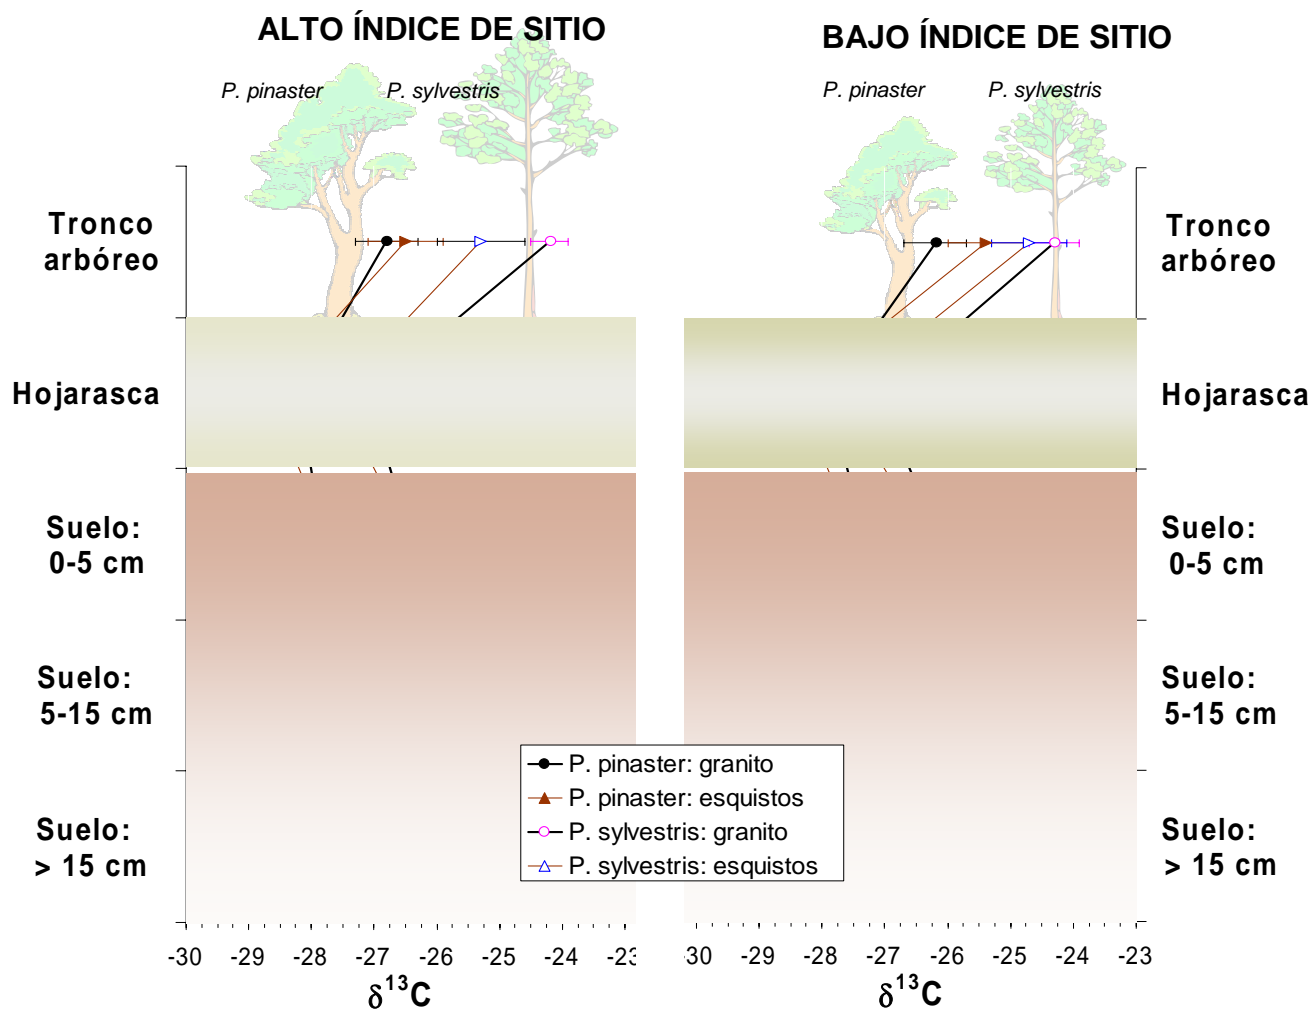 ALTO ÍNDICE DE SITIO
BAJO ÍNDICE DE SITIO
P. pinaster
P. sylvestris
P. pinaster
P. sylvestris
Tronco
arbóreo
Hojarasca
Suelo:
0-5 cm
Suelo:
5-15 cm
Suelo:
> 15 cm
Tronco
arbóreo
Hojarasca
Suelo:
0-5 cm
Suelo:
5-15 cm
Suelo:
> 15 cm
P. pinaster: granito
P. pinaster: esquistos
P. sylvestris: granito
P. sylvestris: esquistos
-30 -29 -28 -27 -26 -25 -24 -23
δ¹³C
-30 -29 -28 -27 -26 -25 -24 -23
δ¹³C